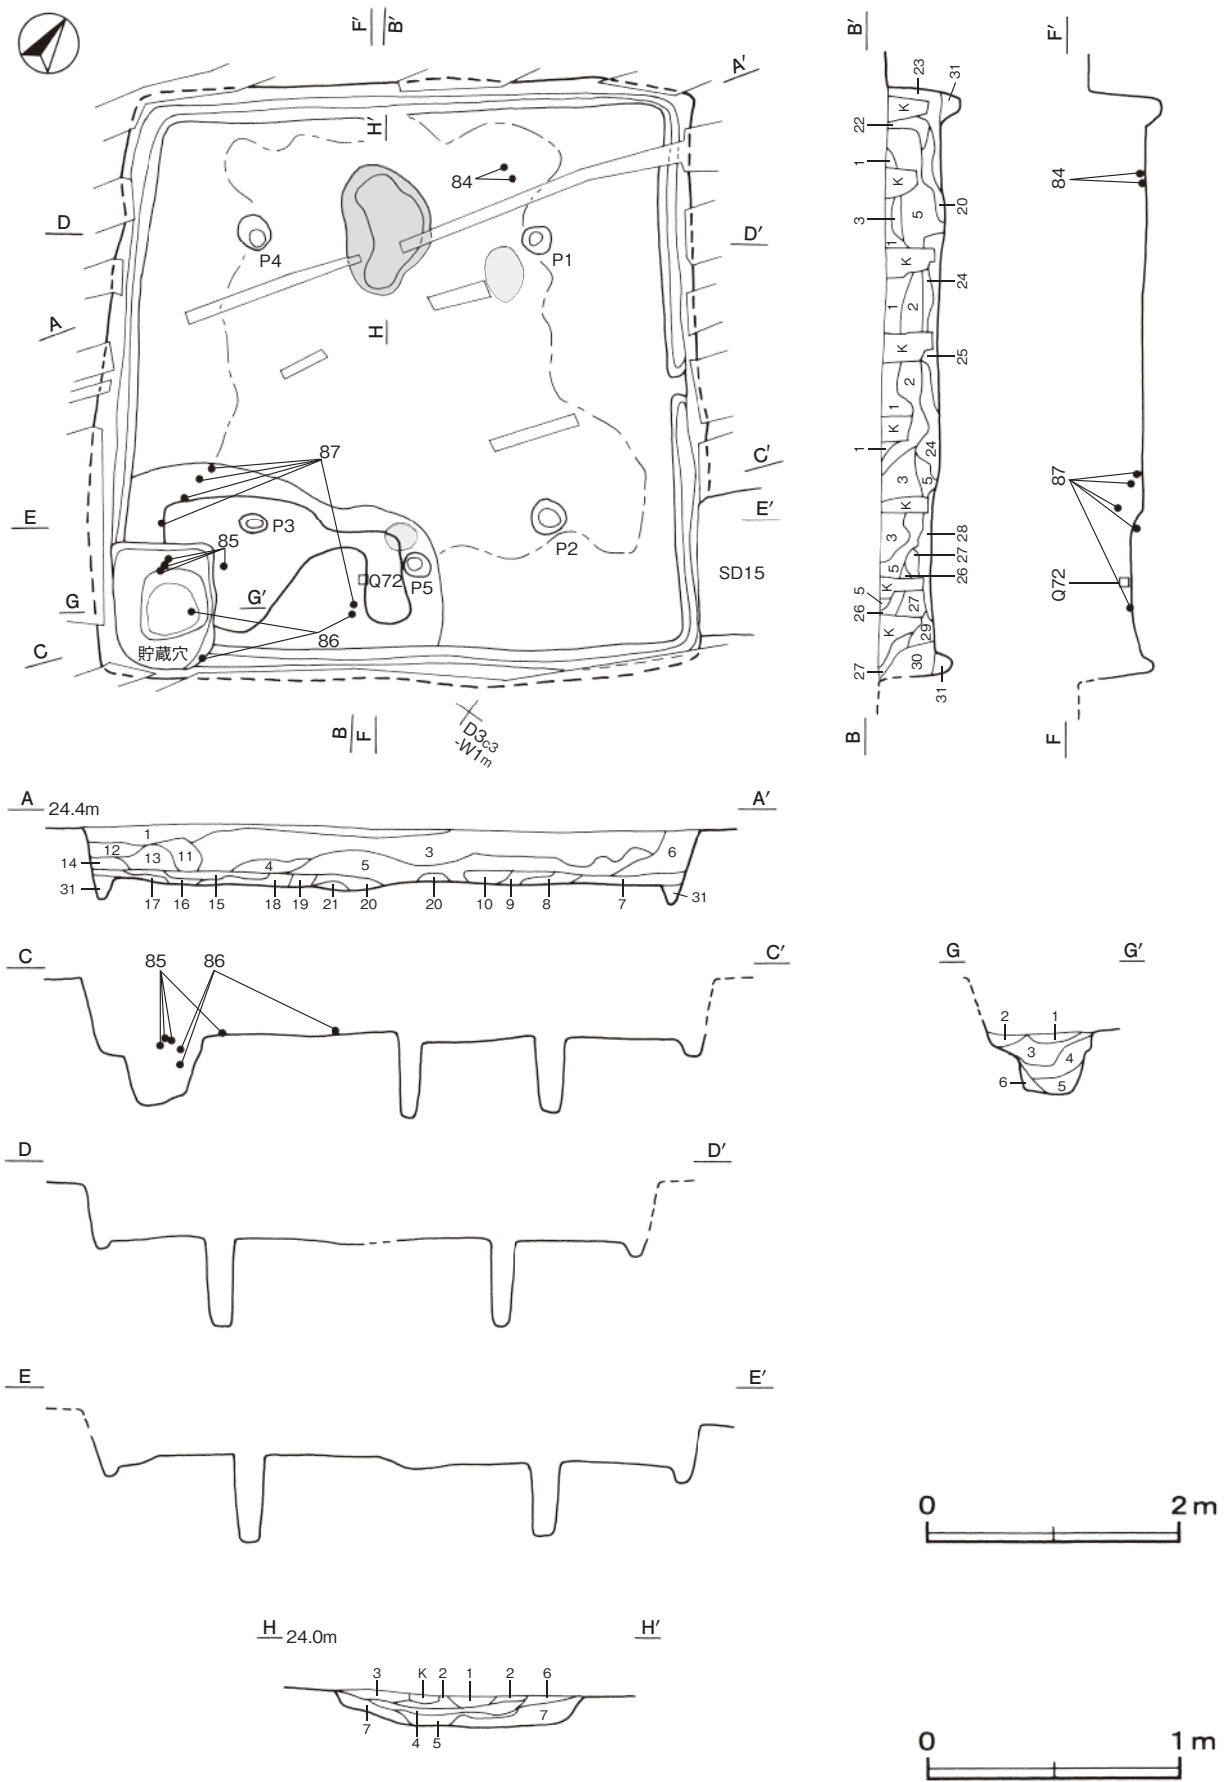 F′ B′
A′
H′
84
D
P4
P1
D′
A
H
87
C′
E
P3
E′
85
P2
SD15
Q72
P5
G
G′
86
C
貯蔵穴
B F
D3c3
-W1m
B′
23
31
K
22
1
K
20
3
5
1
K
24
1
2
K
25
2
1
K
1
24
3
5
K
3
28
27
5
26
K
5
27
26
K
29
30
27
31
B
F′
84
87
Q72
F
A 24.4m
A′
1
12
13
11
3
14
4
5
6
31
17 16 15 18 19 21 20 20 10 9 8 7
31
C
85
86
C′
G
G′
2
1
3
4
6
5
D
D′
E
E′
0 2m
H 24.0m
H′
3 K 2 1 2 6
7
7
4 5
0 1m